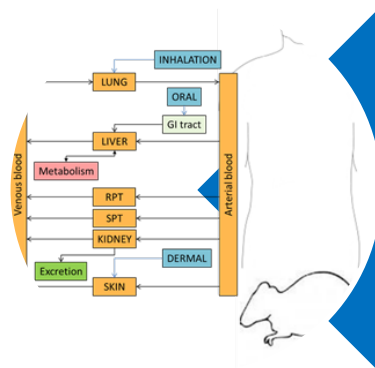 INHALATION
LUNG
ORAL
GI tract
LIVER
Metabolism
Venous blood
Arterial blood
RPT
SPT
KIDNEY
DERMAL
Excretion
SKIN